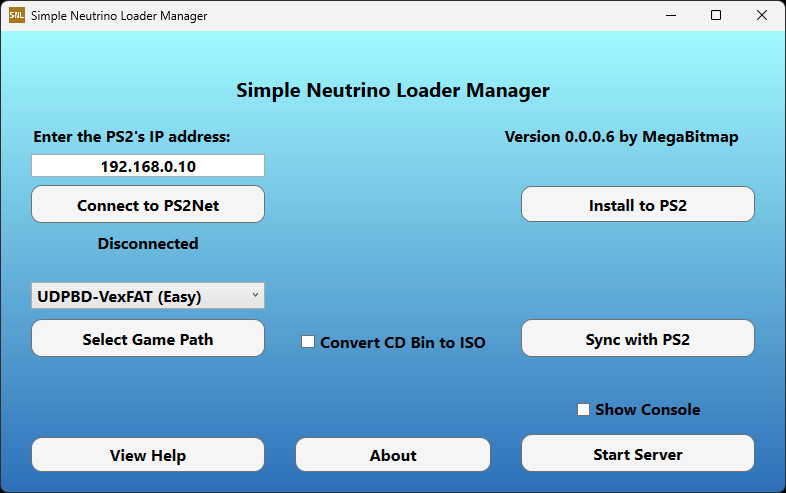 SNL Simple Neutrino Loader Manager
Simple Neutrino Loader Manager
Enter the PS2's IP address:
Version 0.0.0.6 by MegaBitmap
192.168.0.10
Connect to PS2Net
Install to PS2
Disconnected
UDPBD-VexFAT (Easy)
Select Game Path
Convert CD Bin to ISO
Sync with PS2
Show Console
View Help
About
Start Server